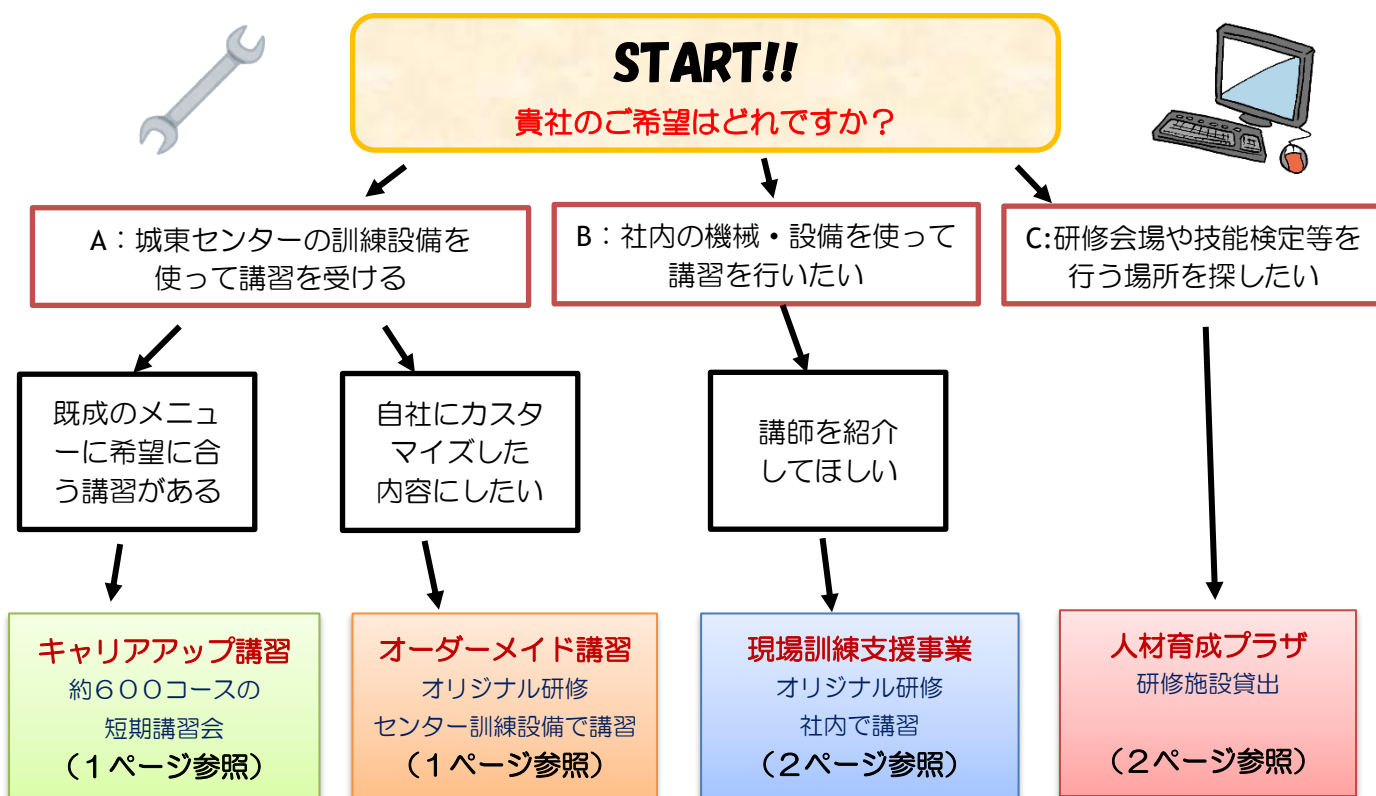 START!!
貴社のご希望はどれですか？
A：城東センターの訓練設備を
使って講習を受ける
B：社内の機械・設備を使って
講習を行いたい
C:研修会場や技能検定等を
行う場所を探したい
既成のメニュ
ーに希望に合
う講習がある
自社にカスタ
マイズした
内容にしたい
講師を紹介
してほしい
キャリアアップ講習
約６００コースの
短期講習会
（１ページ参照）
オーダーメイド講習
オリジナル研修
センター訓練設備で講習
（１ページ参照）
現場訓練支援事業
オリジナル研修
社内で講習
（２ページ参照）
人材育成プラザ
研修施設貸出
（２ページ参照）